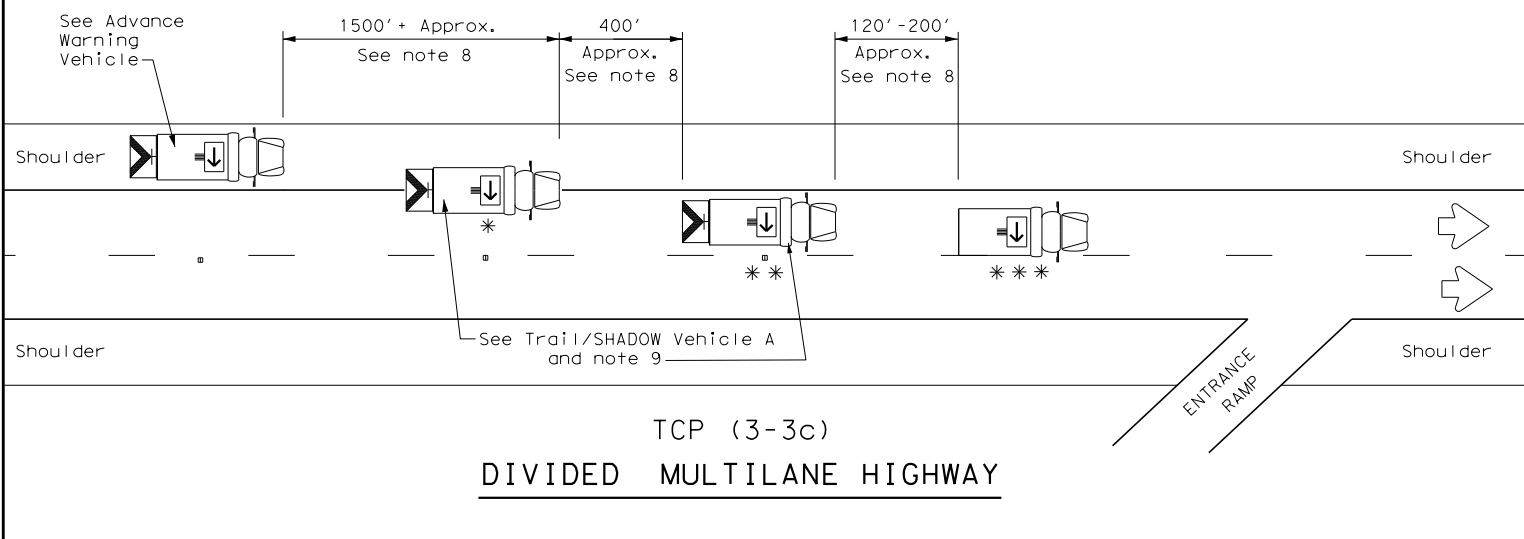 See Advance
Warning
Vehicle
1500'+ Approx.
See note 8
400'
Approx.
See note 8
120'-200'
Approx.
See note 8
Shoulder
Shoulder
*
**
***
See Trail/SHADOW Vehicle A
and note 9
Shoulder
Shoulder
ENTRANCE
RAMP
TCP (3-3c)
DIVIDED MULTILANE HIGHWAY